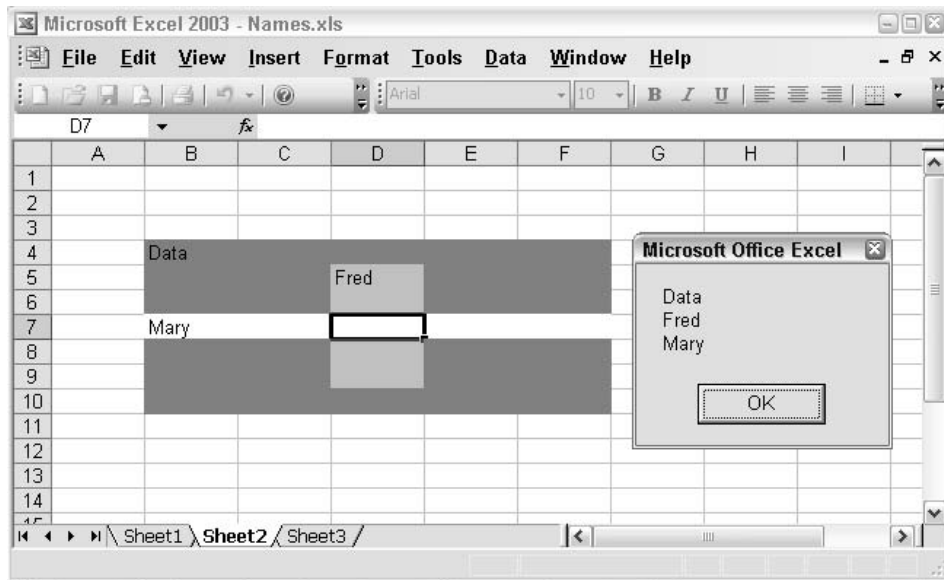 Microsoft Excel 2003 - Names.xls
File Edit View Insert Format Tools Data Window Help
Arial 10 B I U
D7 fx
A B C D E F G H I
1
2
3
4 Data
5 Fred
6
7 Mary
8
9
10
11
12
13
14
15
Microsoft Office Excel
Data
Fred
Mary
OK
Sheet1 Sheet2 Sheet3